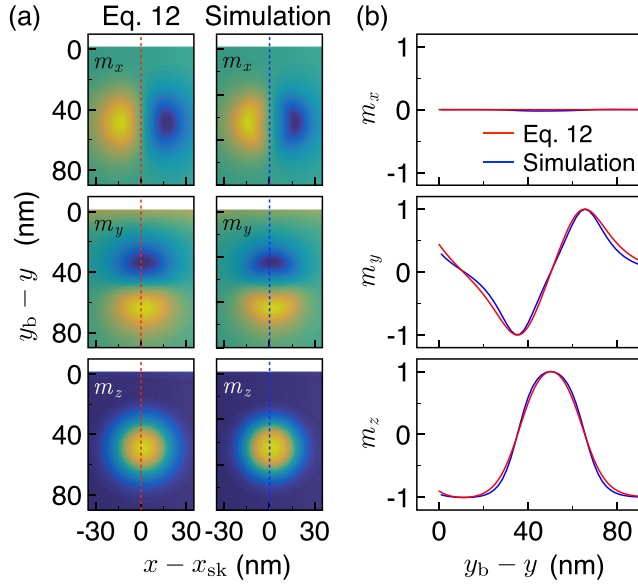 (a) Eq. 12 Simulation (b)
0
40
80
m_x
m_x
1
0
-1
m_x
Eq. 12
Simulation
0
40
80
m_y
m_y
y_b − y (nm)
1
0
-1
m_y
0
40
80
m_z
m_z
1
0
-1
m_z
-30 0 30
-30 0 30
0 40 80
x − x_sk (nm)
y_b − y (nm)